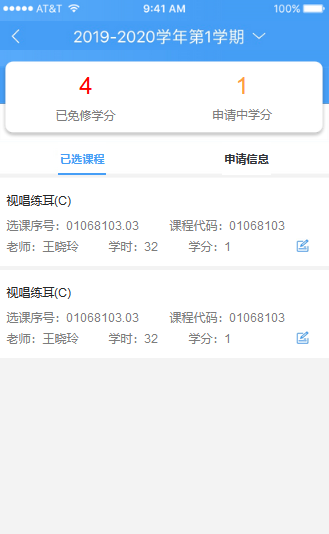 AT&T 9:41 AM 100%
2019-2020学年第1学期
4 1
已免修学分 申请中学分
已选课程 申请信息
视唱练耳(C)
选课序号：01068103.03 课程代码：01068103
老师：王晓玲 学时：32 学分：1
视唱练耳(C)
选课序号：01068103.03 课程代码：01068103
老师：王晓玲 学时：32 学分：1